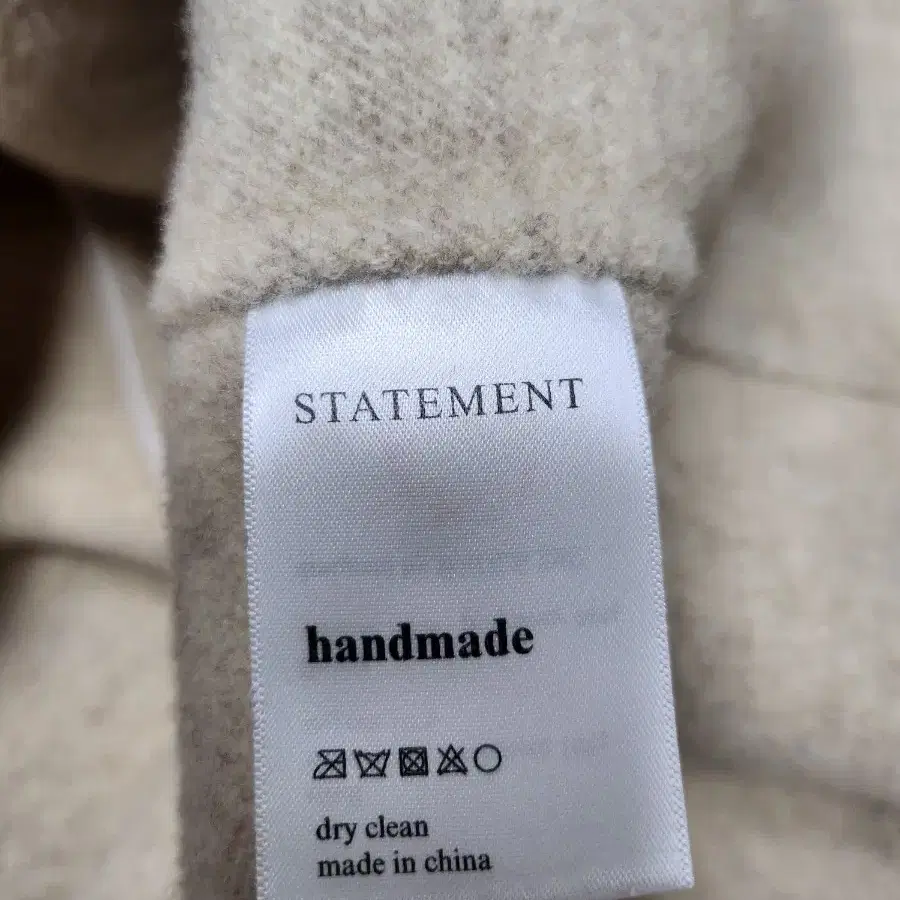 STATEMENT
handmade
dry clean
made in china